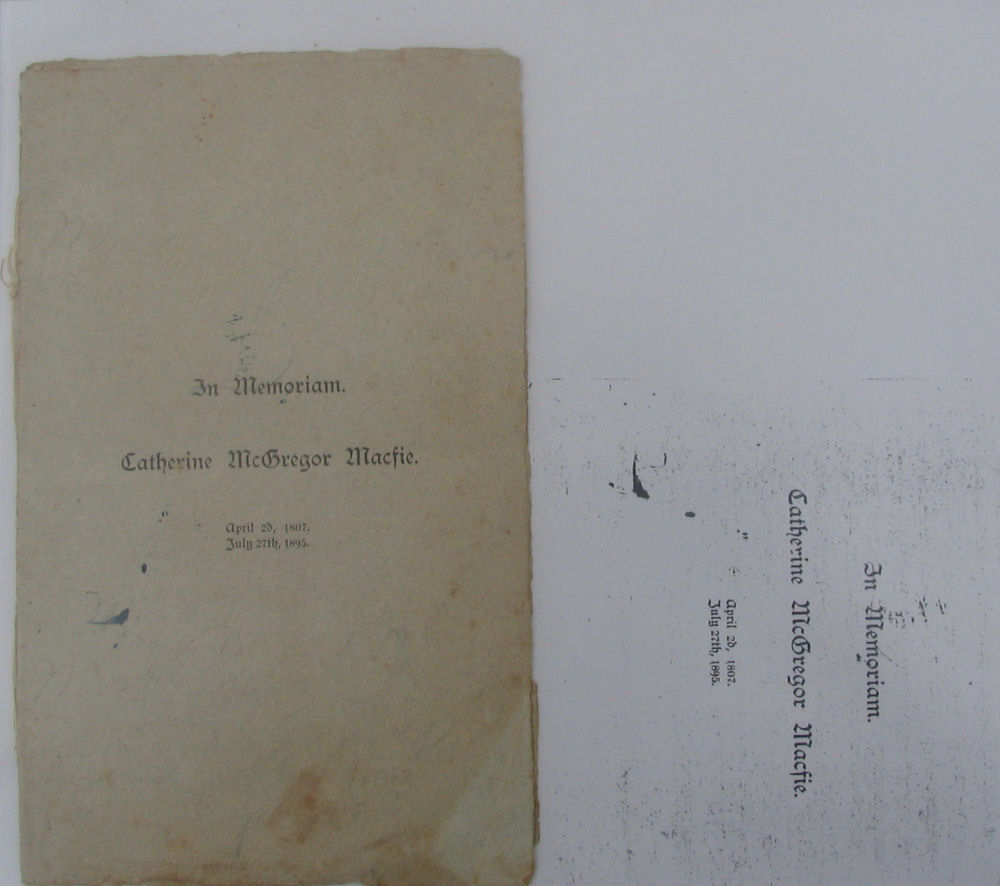 In Memoriam.
Catherine McGregor Macfie.
April 2d, 1807.
July 27th, 1895.
In Memoriam.
Catherine McGregor Macfie.
April 2d, 1807.
July 27th, 1895.